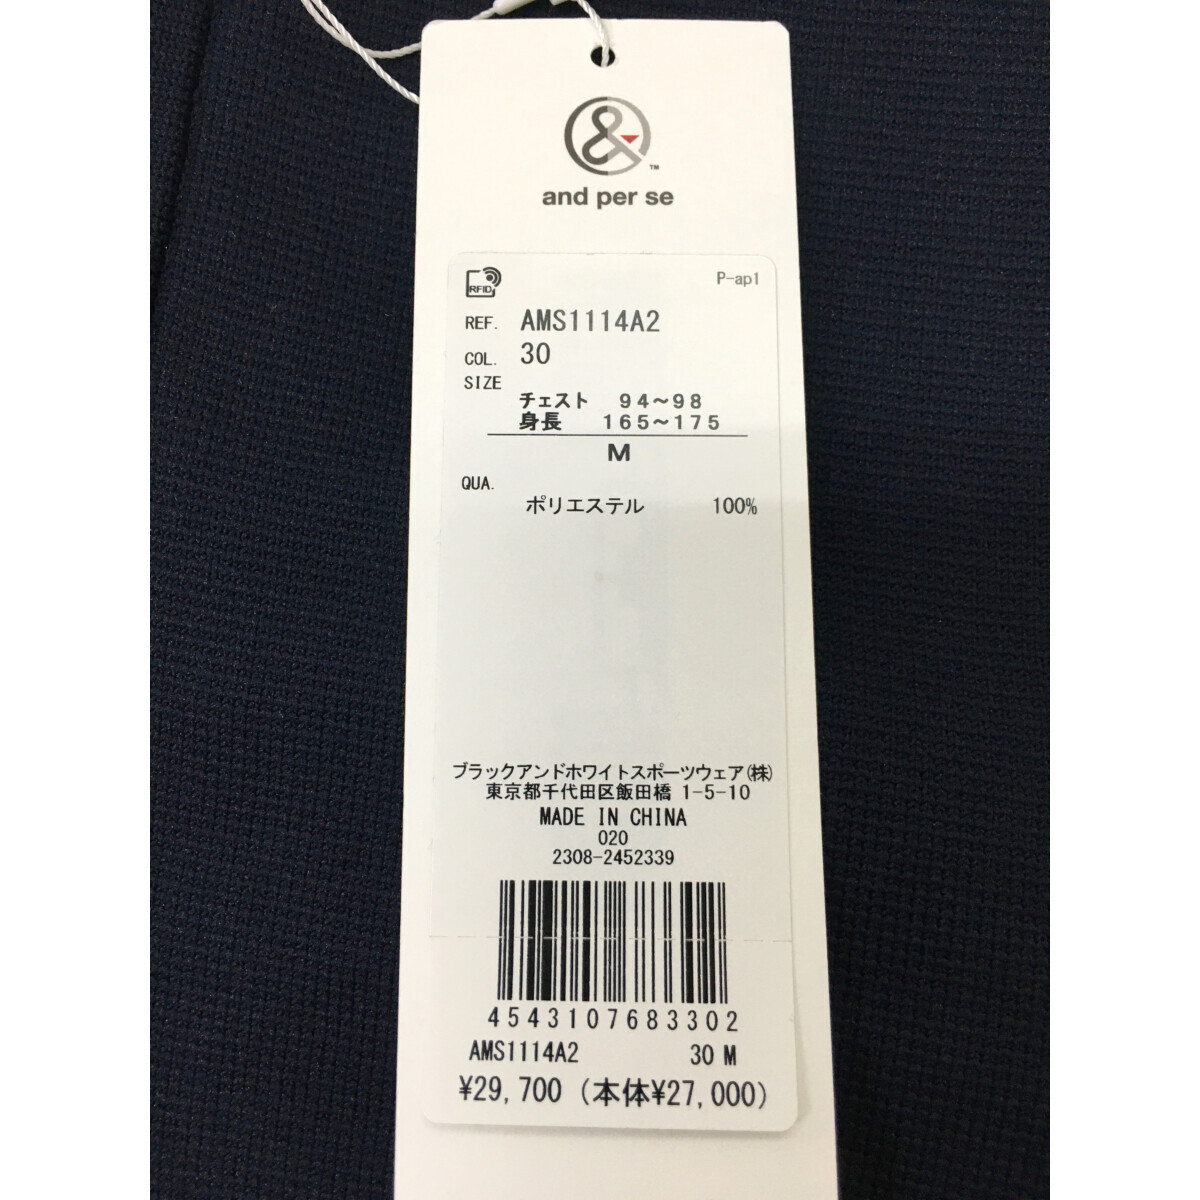 &
™
and per se
RFID
P-ap1
REF. AMS1114A2
COL. 30
SIZE
チェスト 94~98
身長 165~175
M
QUA.
ポリエステル 100%
ブラックアンドホワイトスポーツウェア(株)
東京都千代田区飯田橋 1-5-10
MADE IN CHINA
020
2308-2452339
4543107683302
AMS1114A2 30 M
¥29,700 (本体¥27,000)